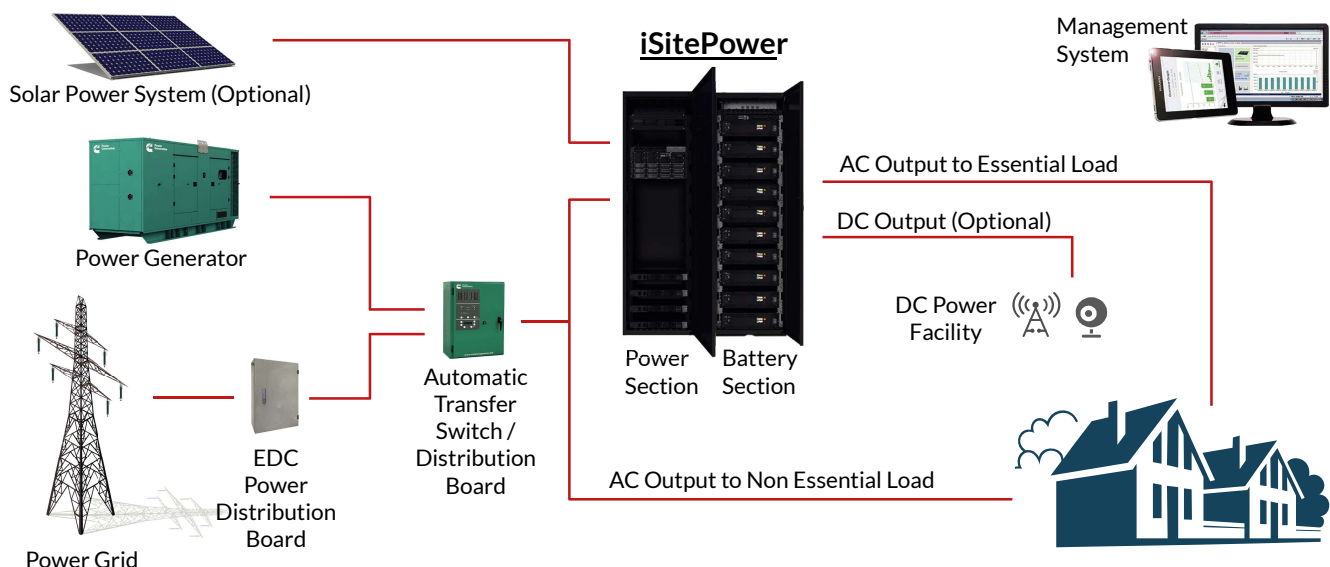 iSitePower
Management
System
Solar Power System (Optional)
Power Generator
Power Grid
EDC
Power
Distribution
Board
Automatic
Transfer
Switch /
Distribution
Board
Power
Section
Battery
Section
AC Output to Essential Load
DC Output (Optional)
DC Power
Facility
AC Output to Non Essential Load